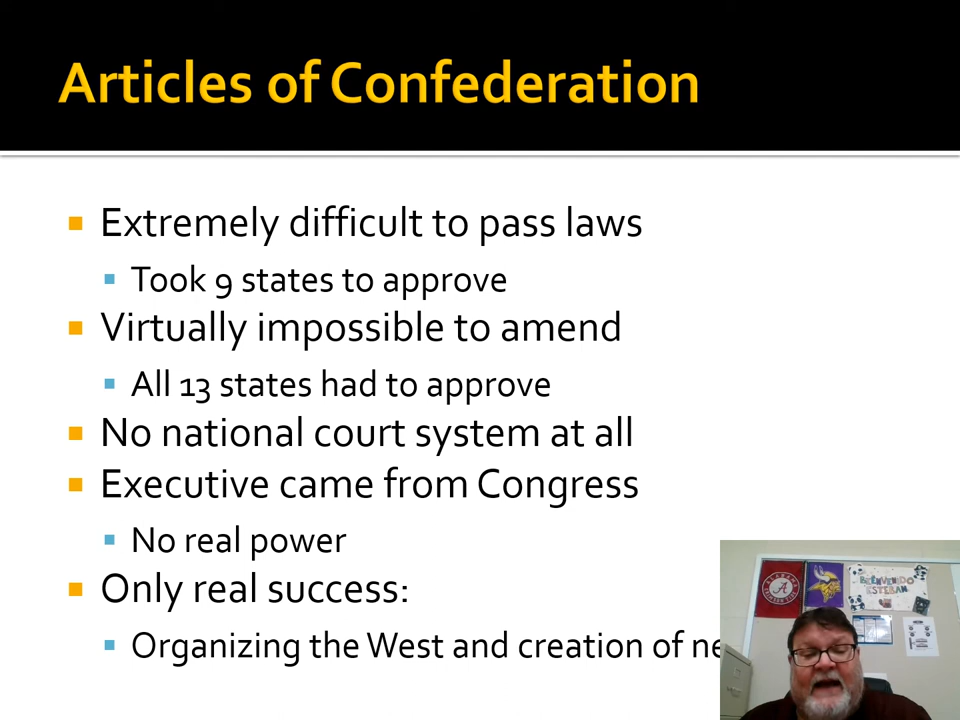 Articles of Confederation
Extremely difficult to pass laws
Took 9 states to approve
Virtually impossible to amend
All 13 states had to approve
No national court system at all
Executive came from Congress
No real power
Only real success:
Organizing the West and creation of
BIENVENIDO
ESTEBAN